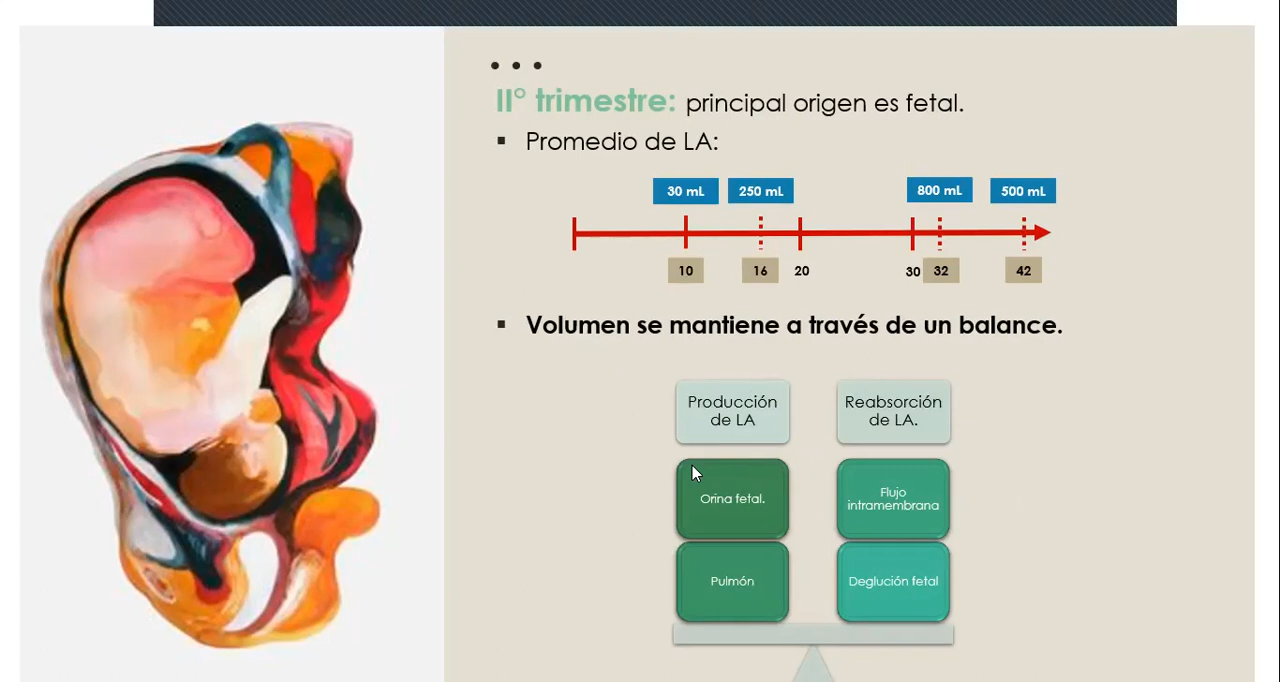 • • •
II° trimestre: principal origen es fetal.
▪ Promedio de LA:
30 mL 250 mL 800 mL 500 mL
10 16 20 30 32 42
▪ Volumen se mantiene a través de un balance.
Producción
de LA
Reabsorción
de LA.
Orina fetal.
Flujo
intramembrana
Pulmón
Deglución fetal